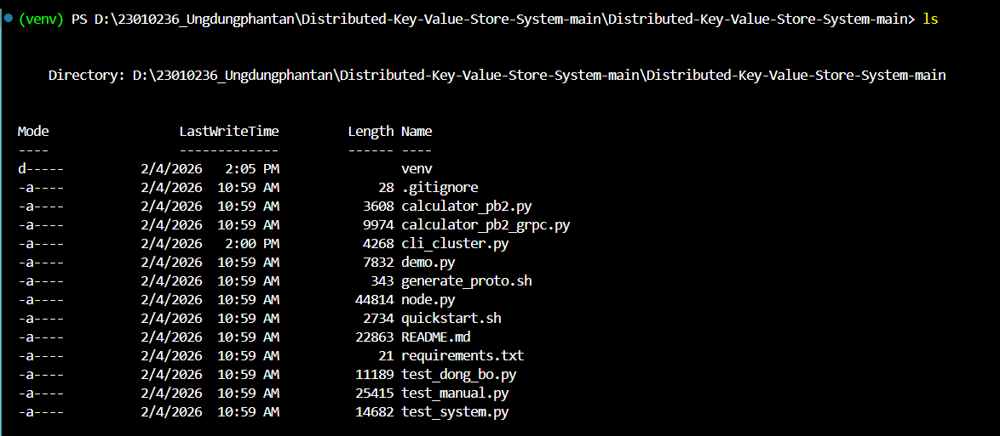 (venv) PS D:\23010236_Ungdungphantan\Distributed-Key-Value-Store-System-main\Distributed-Key-Value-Store-System-main> ls
Directory: D:\23010236_Ungdungphantan\Distributed-Key-Value-Store-System-main\Distributed-Key-Value-Store-System-main
Mode LastWriteTime Length Name
---- ------------- ------ ----
d----- 2/4/2026 2:05 PM venv
-a---- 2/4/2026 10:59 AM 28 .gitignore
-a---- 2/4/2026 10:59 AM 3608 calculator_pb2.py
-a---- 2/4/2026 10:59 AM 9974 calculator_pb2_grpc.py
-a---- 2/4/2026 2:00 PM 4268 cli_cluster.py
-a---- 2/4/2026 10:59 AM 7832 demo.py
-a---- 2/4/2026 10:59 AM 343 generate_proto.sh
-a---- 2/4/2026 10:59 AM 44814 node.py
-a---- 2/4/2026 10:59 AM 2734 quickstart.sh
-a---- 2/4/2026 10:59 AM 22863 README.md
-a---- 2/4/2026 10:59 AM 21 requirements.txt
-a---- 2/4/2026 10:59 AM 11189 test_dong_bo.py
-a---- 2/4/2026 10:59 AM 25415 test_manual.py
-a---- 2/4/2026 10:59 AM 14682 test_system.py